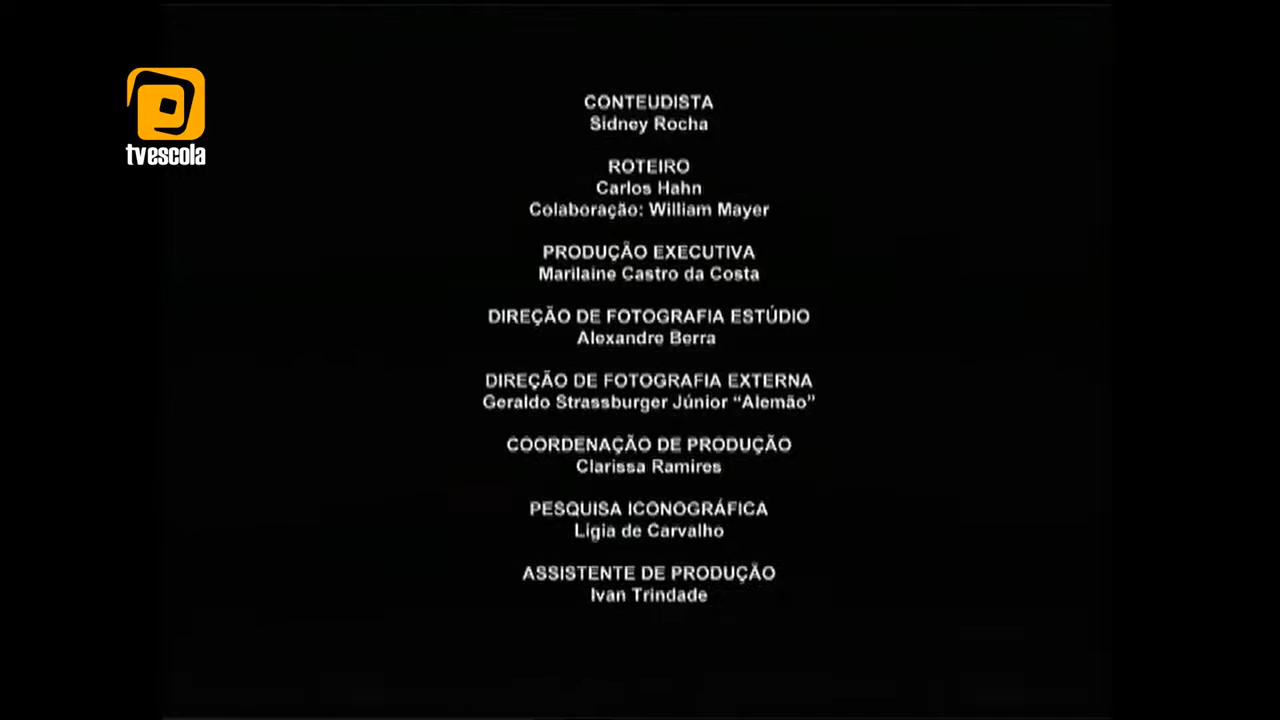 tvescola
CONTEUDISTA
Sidney Rocha
ROTEIRO
Carlos Hahn
Colaboração: William Mayer
PRODUÇÃO EXECUTIVA
Marilaine Castro da Costa
DIREÇÃO DE FOTOGRAFIA ESTÚDIO
Alexandre Berra
DIREÇÃO DE FOTOGRAFIA EXTERNA
Geraldo Strassburger Júnior “Alemão”
COORDENAÇÃO DE PRODUÇÃO
Clarissa Ramires
PESQUISA ICONOGRÁFICA
Lígia de Carvalho
ASSISTENTE DE PRODUÇÃO
Ivan Trindade